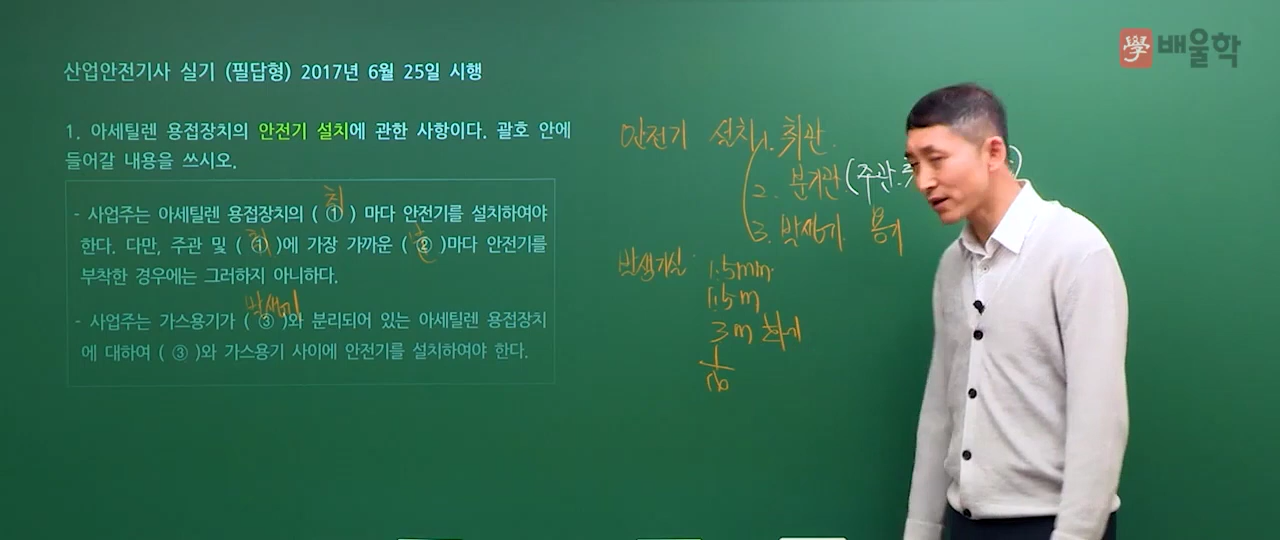 學 배울학
산업안전기사 실기 (필답형) 2017년 6월 25일 시행
1. 아세틸렌 용접장치의 안전기 설치에 관한 사항이다. 괄호 안에
들어갈 내용을 쓰시오.
취
- 사업주는 아세틸렌 용접장치의 ( ① ) 마다 안전기를 설치하여야
한다. 다만, 주관 및 ( ① )에 가장 가까운 ( ② )마다 안전기를
부착한 경우에는 그러하지 아니하다.
발생기
- 사업주는 가스용기가 ( ③ )와 분리되어 있는 아세틸렌 용접장치
에 대하여 ( ③ )와 가스용기 사이에 안전기를 설치하여야 한다.
안전기 설치 1. 취관
2. 분기관 (주관.
3. 발생기 용기
발생기실 1.5mm
1.5m
3m 화기